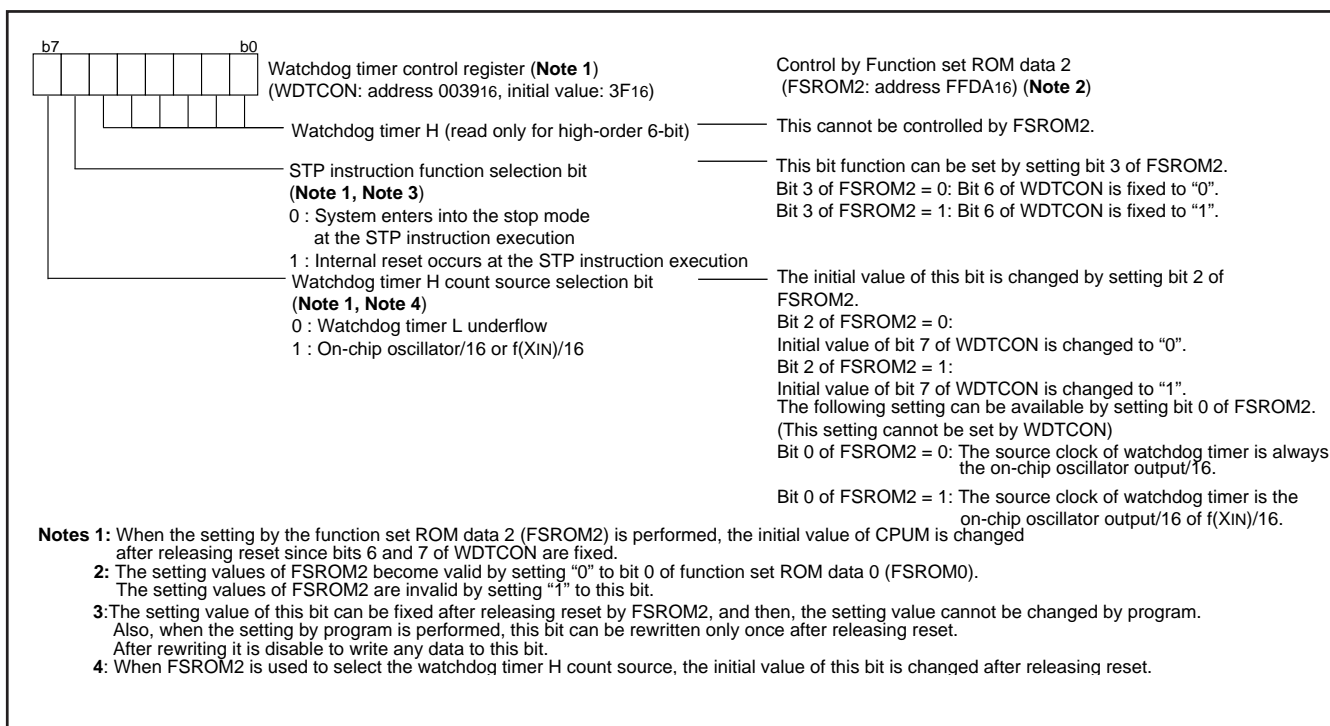 b7 b0
Watchdog timer control register (Note 1)
(WDTCON: address 003916, initial value: 3F16)
Control by Function set ROM data 2
(FSROM2: address FFDA16) (Note 2)
Watchdog timer H (read only for high-order 6-bit)
This cannot be controlled by FSROM2.
STP instruction function selection bit
(Note 1, Note 3)
0 : System enters into the stop mode
at the STP instruction execution
1 : Internal reset occurs at the STP instruction execution
This bit function can be set by setting bit 3 of FSROM2.
Bit 3 of FSROM2 = 0: Bit 6 of WDTCON is fixed to “0”.
Bit 3 of FSROM2 = 1: Bit 6 of WDTCON is fixed to “1”.
Watchdog timer H count source selection bit
(Note 1, Note 4)
0 : Watchdog timer L underflow
1 : On-chip oscillator/16 or f(XIN)/16
The initial value of this bit is changed by setting bit 2 of
FSROM2.
Bit 2 of FSROM2 = 0:
Initial value of bit 7 of WDTCON is changed to “0”.
Bit 2 of FSROM2 = 1:
Initial value of bit 7 of WDTCON is changed to “1”.
The following setting can be available by setting bit 0 of FSROM2.
(This setting cannot be set by WDTCON)
Bit 0 of FSROM2 = 0: The source clock of watchdog timer is always
the on-chip oscillator output/16.
Bit 0 of FSROM2 = 1: The source clock of watchdog timer is the
on-chip oscillator output/16 of f(XIN)/16.
Notes 1: When the setting by the function set ROM data 2 (FSROM2) is performed, the initial value of CPUM is changed
after releasing reset since bits 6 and 7 of WDTCON are fixed.
2: The setting values of FSROM2 become valid by setting “0” to bit 0 of function set ROM data 0 (FSROM0).
The setting values of FSROM2 are invalid by setting “1” to this bit.
3:The setting value of this bit can be fixed after releasing reset by FSROM2, and then, the setting value cannot be changed by program.
Also, when the setting by program is performed, this bit can be rewritten only once after releasing reset.
After rewriting it is disable to write any data to this bit.
4: When FSROM2 is used to select the watchdog timer H count source, the initial value of this bit is changed after releasing reset.